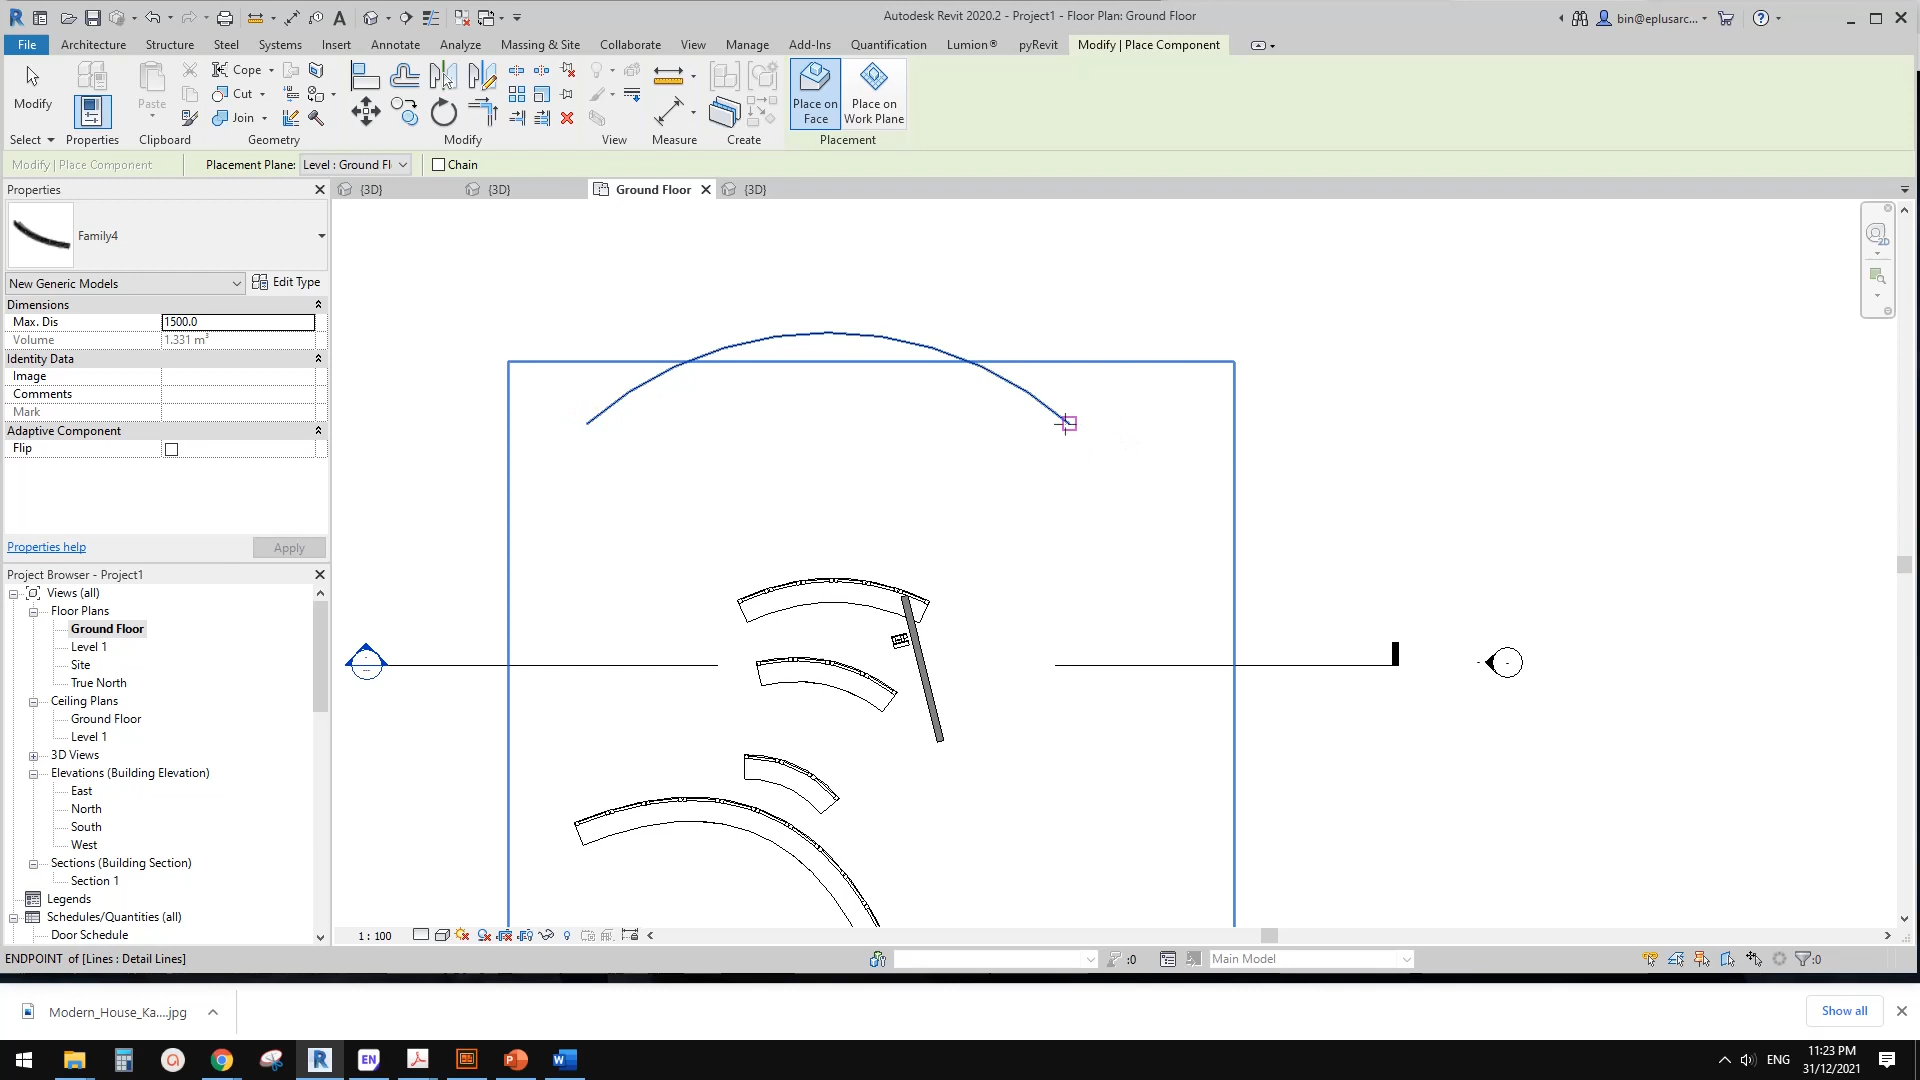 Autodesk Revit 2020.2 - Project1 - Floor Plan: Ground Floor
bin@eplusarc...
File Architecture Structure Steel Systems Insert Annotate Analyze Massing & Site Collaborate View Manage Add-Ins Quantification Lumion® pyRevit Modify | Place Component
Modify
Paste
Cope
Cut
Join
Place on Face
Place on Work Plane
Select Properties Clipboard Geometry Modify View Measure Create Placement
Modify | Place Component Placement Plane: Level : Ground Fl Chain
Properties
{3D} {3D} Ground Floor {3D}
Family4
New Generic Models Edit Type
Dimensions
Max. Dis 1500.0
Volume 1.331 m³
Identity Data
Image
Comments
Mark
Adaptive Component
Flip
Properties help Apply
Project Browser - Project1
Views (all)
Floor Plans
Ground Floor
Level 1
Site
True North
Ceiling Plans
Ground Floor
Level 1
3D Views
Elevations (Building Elevation)
East
North
South
West
Sections (Building Section)
Section 1
Legends
Schedules/Quantities (all)
Door Schedule
1 : 100
2D
ENDPOINT of [Lines : Detail Lines]
:0
Main Model
:0
Modern_House_Ka....jpg
Show all
EN
ENG
11:23 PM
31/12/2021